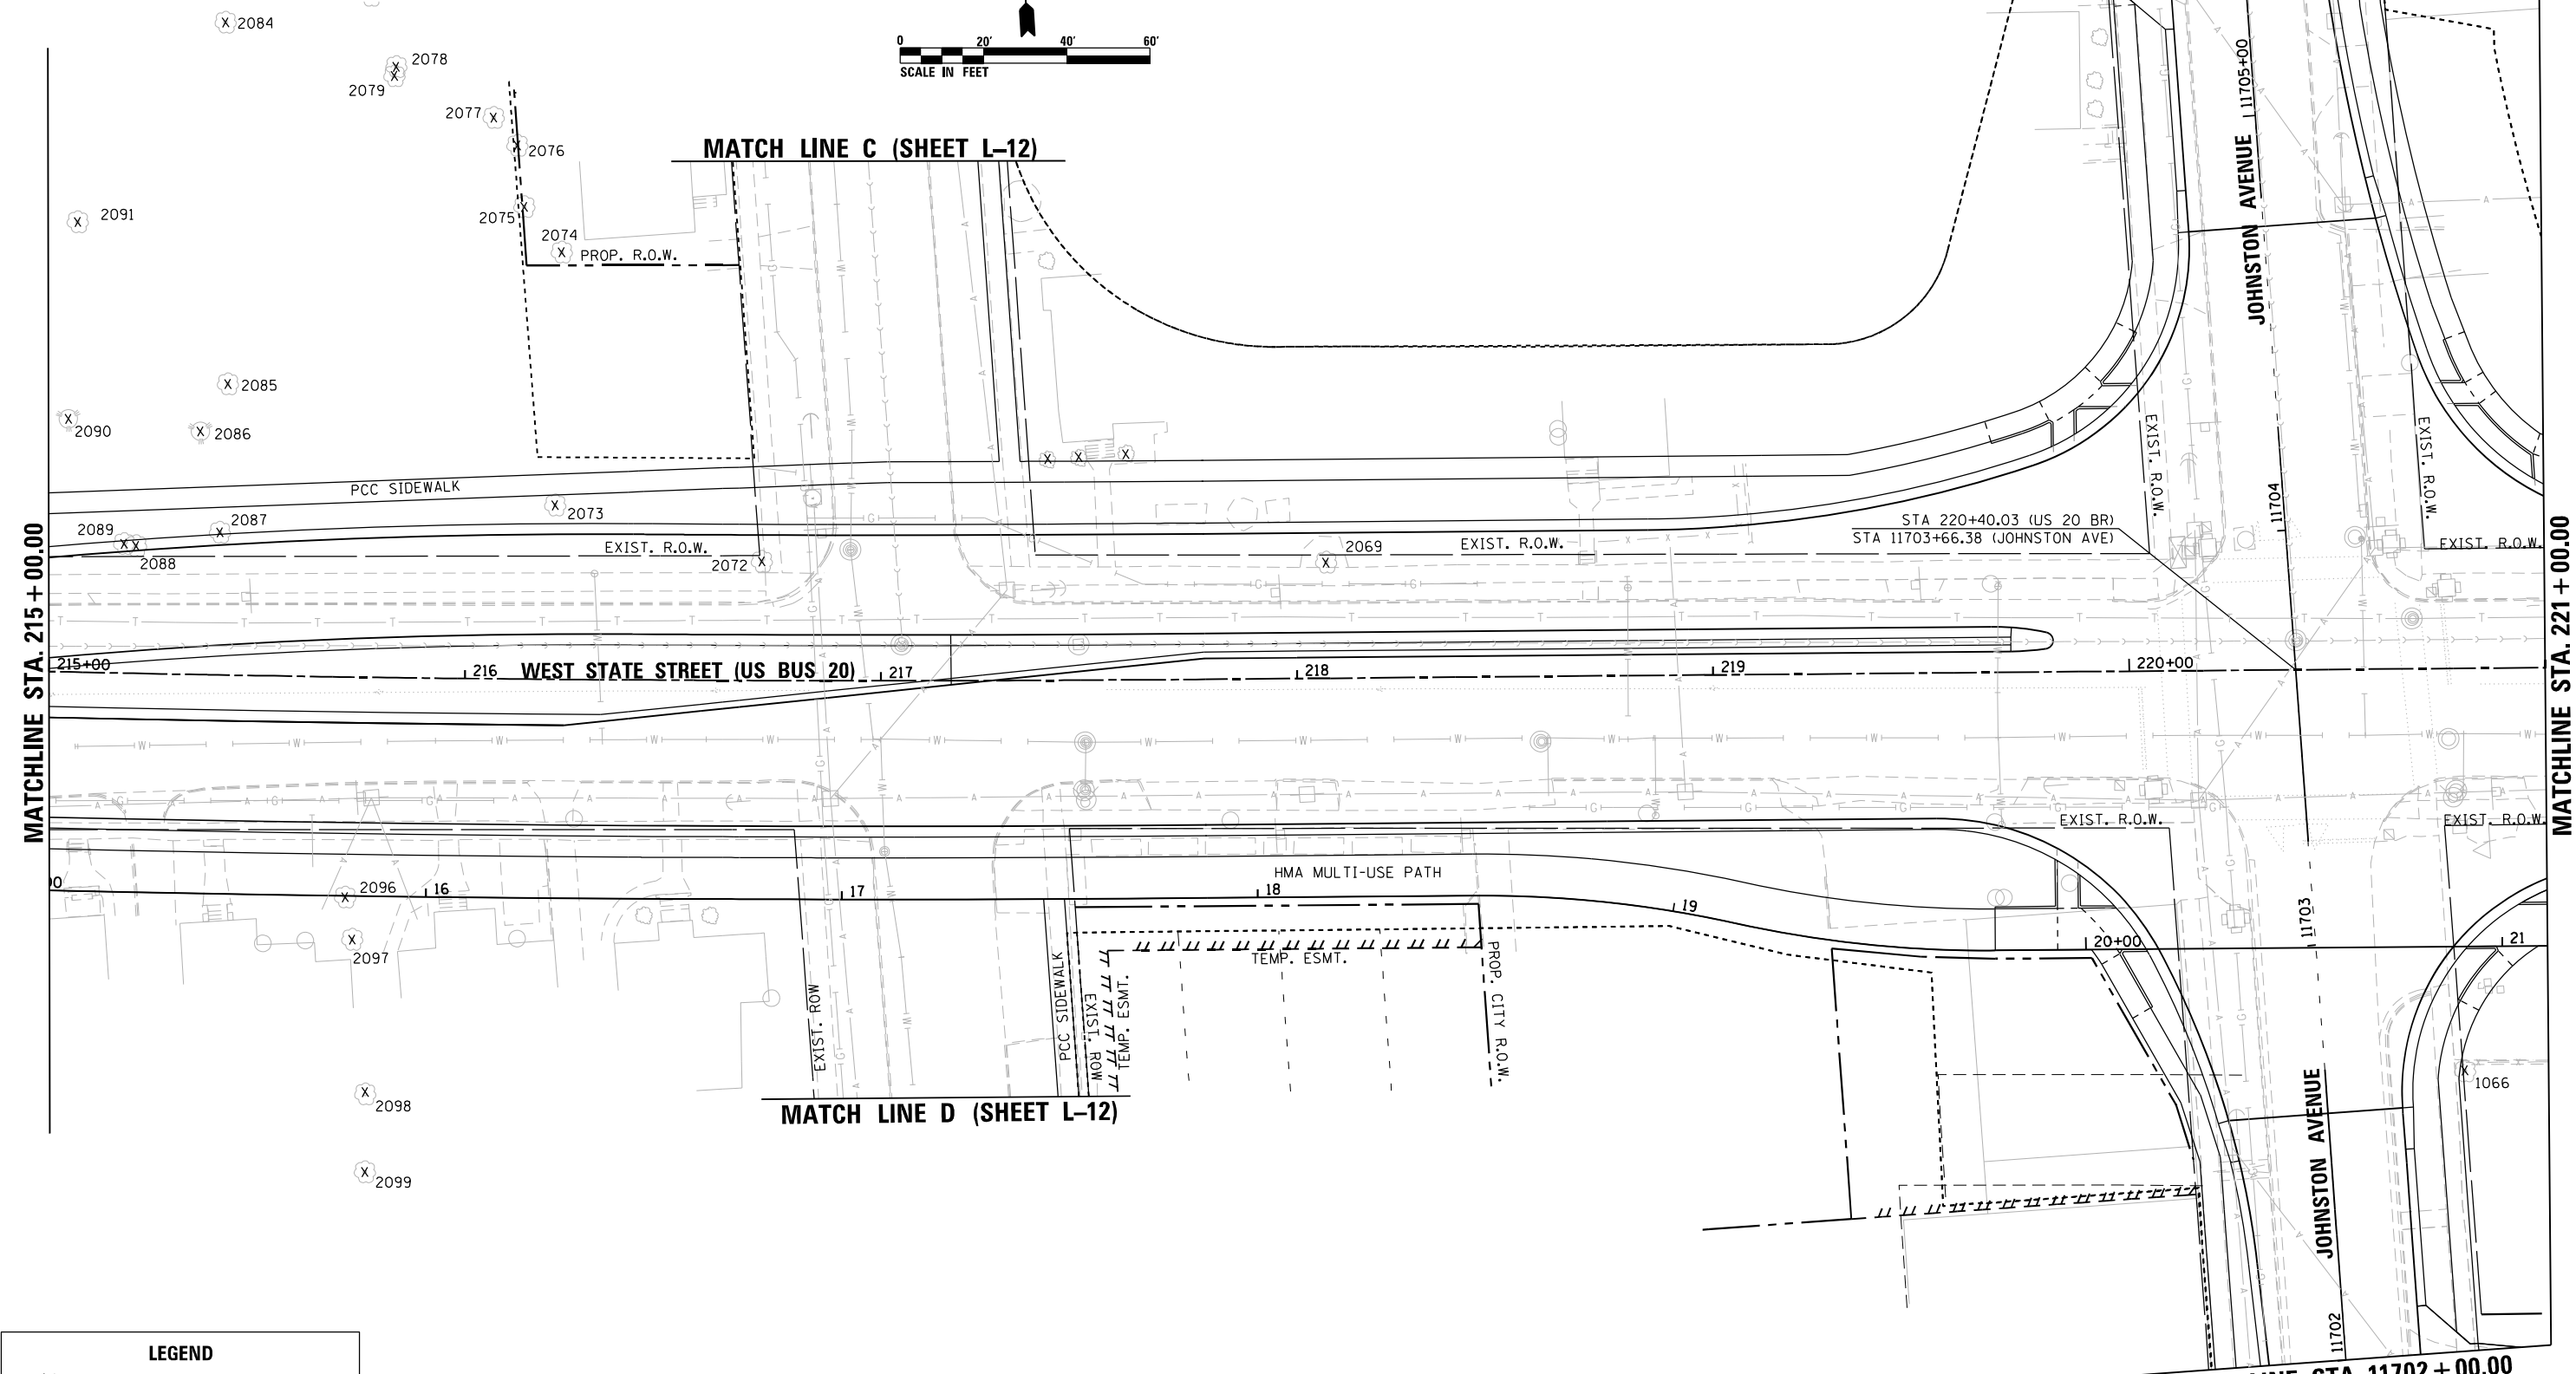 2084
2078
2079
2077
2076
2075
2074
2091
PROP. R.O.W.
0 20' 40' 60'
SCALE IN FEET
MATCH LINE C (SHEET L–12)
JOHNSTON AVENUE
11705+00
2085
2090
2086
PCC SIDEWALK
2089
2087
2088
2073
EXIST. R.O.W.
2072
2069
EXIST. R.O.W.
STA 220+40.03 (US 20 BR)
STA 11703+66.38 (JOHNSTON AVE)
EXIST. R.O.W.
11704
EXIST. R.O.W.
EXIST. R.O.W.
MATCHLINE STA. 215+00.00
MATCHLINE STA. 221+00.00
215+00
216
WEST STATE STREET (US BUS 20)
217
218
219
220+00
EXIST. R.O.W.
EXIST. R.O.W.
HMA MULTI-USE PATH
2096
16
17
18
19
20+00
21
11703
2097
TEMP. ESMT.
EXIST. ROW
PCC SIDEWALK
EXIST. ROW
TEMP. ESMT.
PROP. CITY R.O.W.
2098
2099
MATCH LINE D (SHEET L–12)
1066
JOHNSTON AVENUE
11702
LEGEND
STA 11702+00.00